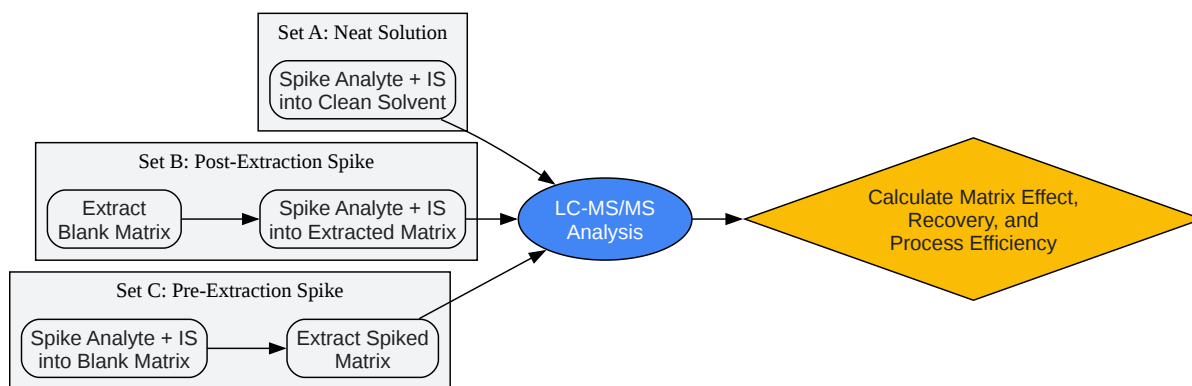 Set A: Neat Solution
Spike Analyte + IS
into Clean Solvent
Set B: Post-Extraction Spike
Extract
Blank Matrix
Spike Analyte + IS
into Extracted Matrix
Set C: Pre-Extraction Spike
Spike Analyte + IS
into Blank Matrix
Extract Spiked
Matrix
LC-MS/MS
Analysis
Calculate Matrix Effect,
Recovery, and
Process Efficiency